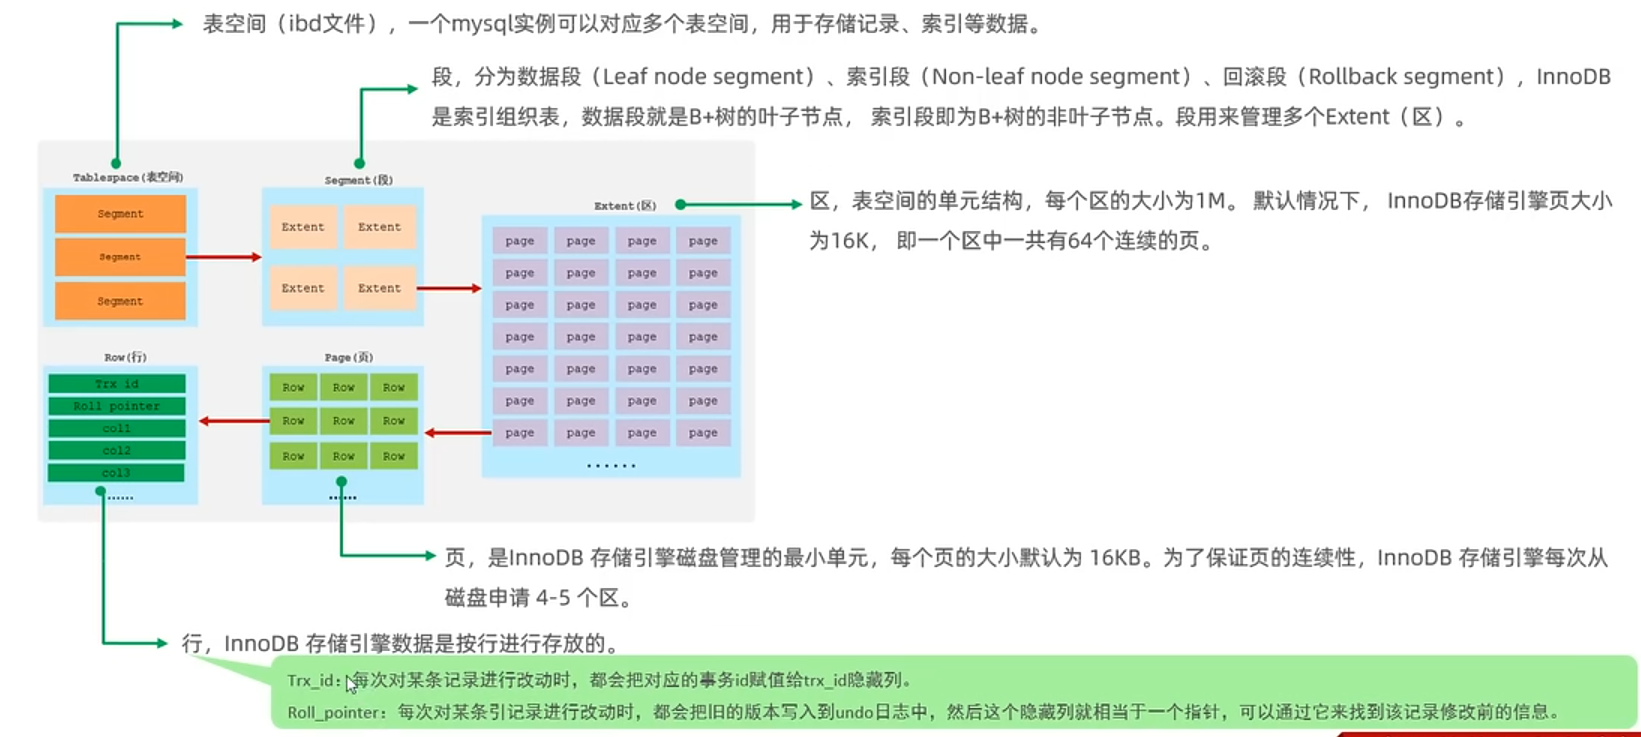 表空间（ibd文件），一个mysql实例可以对应多个表空间，用于存储记录、索引等数据。
段，分为数据段（Leaf node segment）、索引段（Non-leaf node segment）、回滚段（Rollback segment），InnoDB
是索引组织表，数据段就是B+树的叶子节点， 索引段即为B+树的非叶子节点。段用来管理多个Extent（区）。
Tablespace(表空间)
Segment
Segment
Segment
Segment(段)
Extent Extent
Extent Extent
Extent(区)
page page page page
page page page page
page page page page
page page page page
page page page page
page page page page
page page page page
......
区，表空间的单元结构，每个区的大小为1M。 默认情况下， InnoDB存储引擎页大小
为16K， 即一个区中一共有64个连续的页。
Row(行)
Trx id
Roll pointer
col1
col2
col3
......
Page(页)
Row Row Row
Row Row Row
Row Row Row
......
页，是InnoDB 存储引擎磁盘管理的最小单元，每个页的大小默认为 16KB。为了保证页的连续性，InnoDB 存储引擎每次从
磁盘申请 4-5 个区。
行，InnoDB 存储引擎数据是按行进行存放的。
Trx_id：每次对某条记录进行改动时，都会把对应的事务id赋值给trx_id隐藏列。
Roll_pointer：每次对某条引记录进行改动时，都会把旧的版本写入到undo日志中，然后这个隐藏列就相当于一个指针，可以通过它来找到该记录修改前的信息。